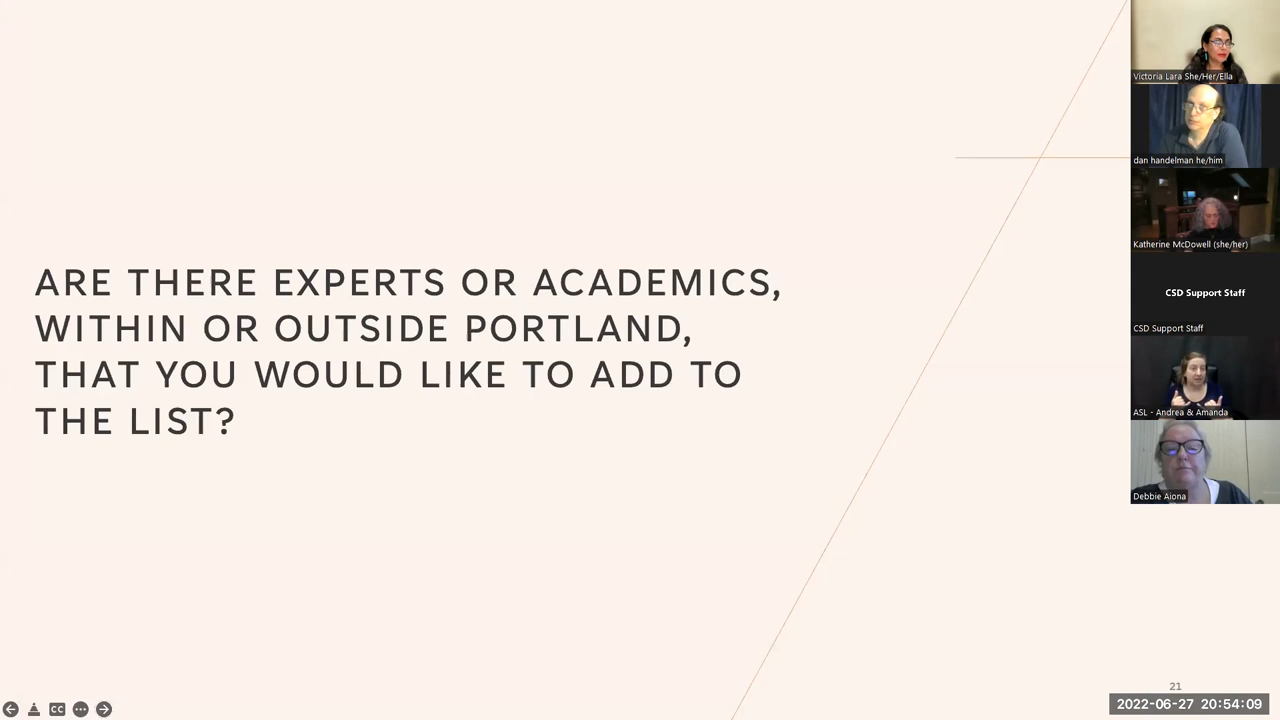 ARE THERE EXPERTS OR ACADEMICS,
WITHIN OR OUTSIDE PORTLAND,
THAT YOU WOULD LIKE TO ADD TO
THE LIST?
Victoria Lara She/Her/Ella
dan handelman he/him
Katherine McDowell (she/her)
CSD Support Staff
CSD Support Staff
ASL - Andrea & Amanda
Debbie Aiona
CC
21
2022-06-27 20:54:09